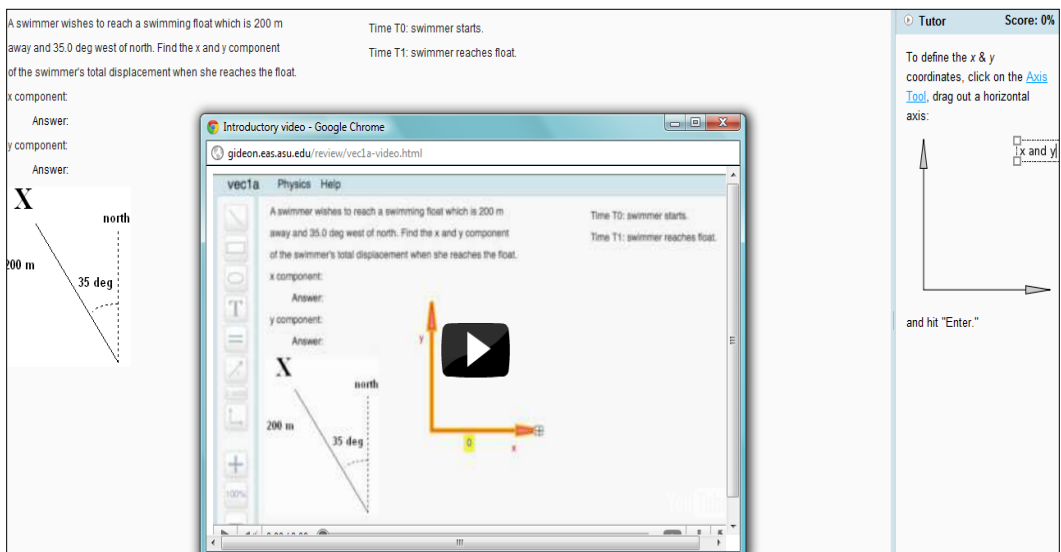 A swimmer wishes to reach a swimming float which is 200 m
away and 35.0 deg west of north. Find the x and y component
of the swimmer's total displacement when she reaches the float.
x component:
Answer:
y component:
Answer:
Time T0: swimmer starts.
Time T1: swimmer reaches float.
X
north
200 m
35 deg
Introductory video - Google Chrome
gideon.eas.asu.edu/review/vec1a-video.html
vec1a Physics Help
A swimmer wishes to reach a swimming float which is 200 m
away and 35.0 deg west of north. Find the x and y component
of the swimmer's total displacement when she reaches the float.
x component:
Answer:
y component:
Answer:
Time T0: swimmer starts.
Time T1: swimmer reaches float.
T
100%
X
north
200 m
35 deg
y
0
x
Tutor Score: 0%
To define the x & y
coordinates, click on the Axis
Tool, drag out a horizontal
axis:
x and y
and hit "Enter."